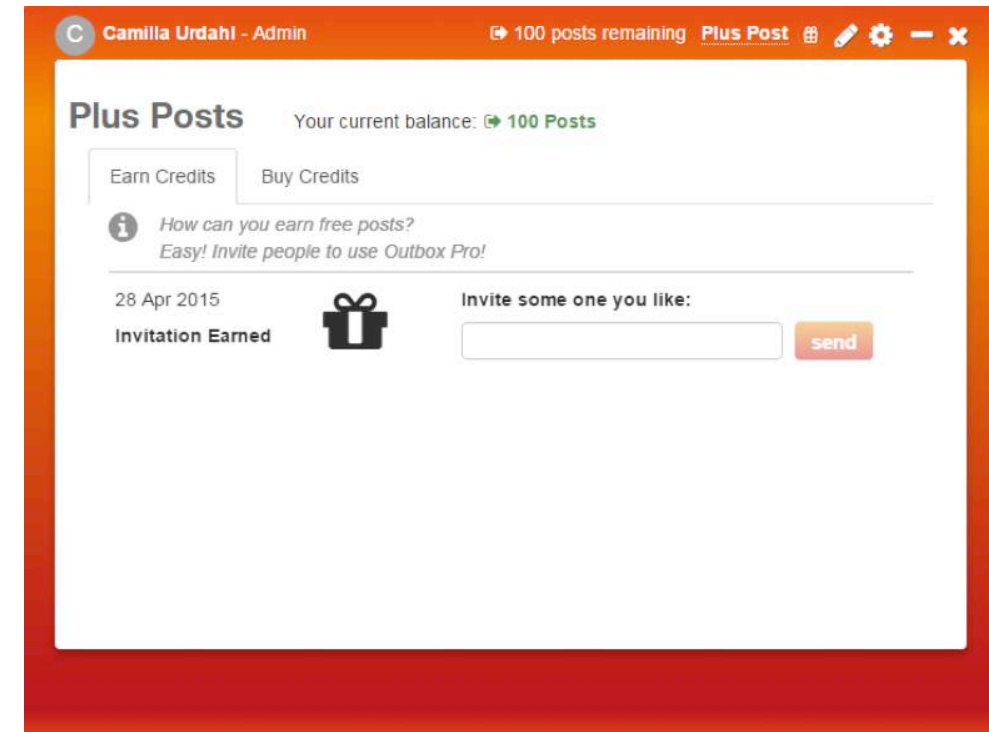 C Camilla Urdahl - Admin 100 posts remaining Plus Post
Plus Posts Your current balance: 100 Posts
Earn Credits Buy Credits
How can you earn free posts?
Easy! Invite people to use Outbox Pro!
28 Apr 2015 Invite some one you like:
Invitation Earned send